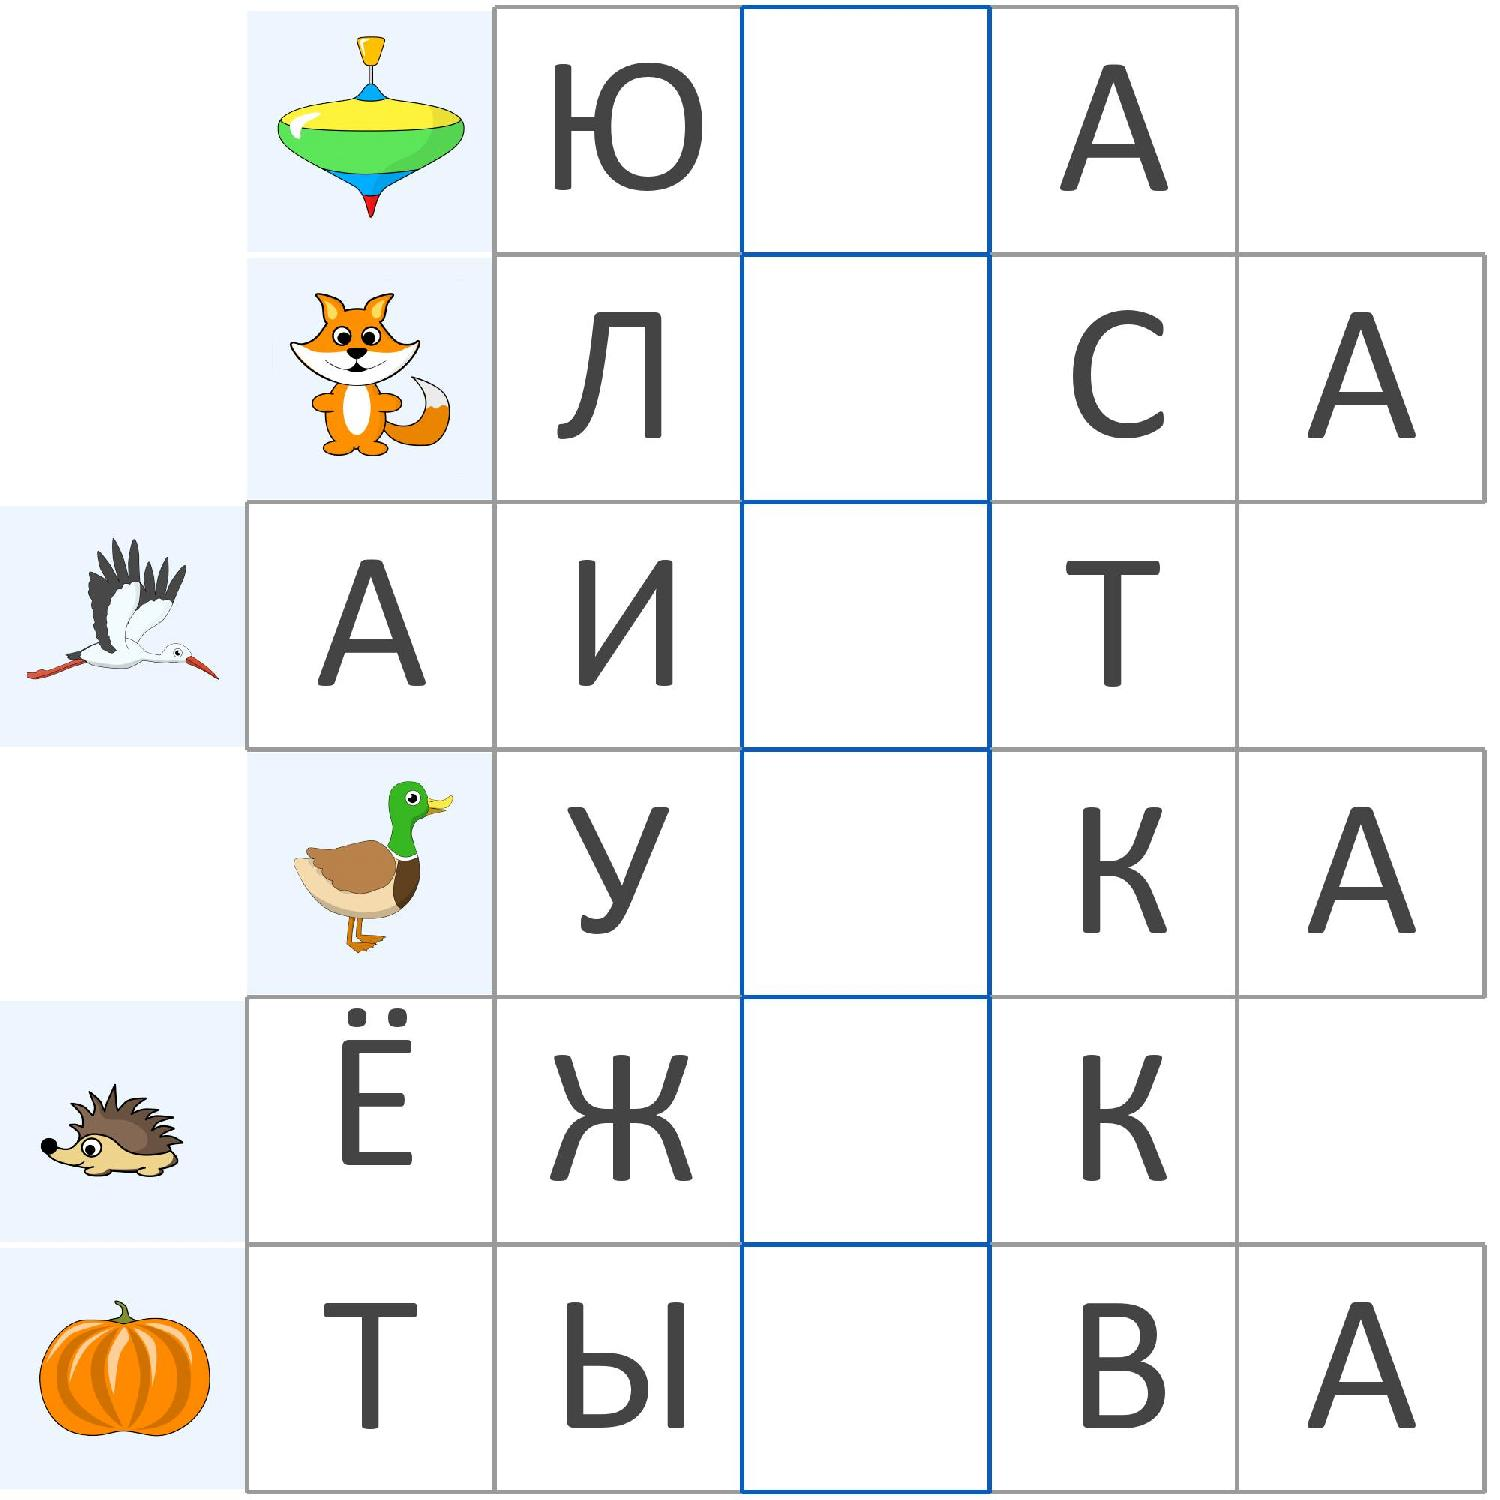 Ю А
Л С А
А И Т
У К А
Ё Ж К
Т Ы В А